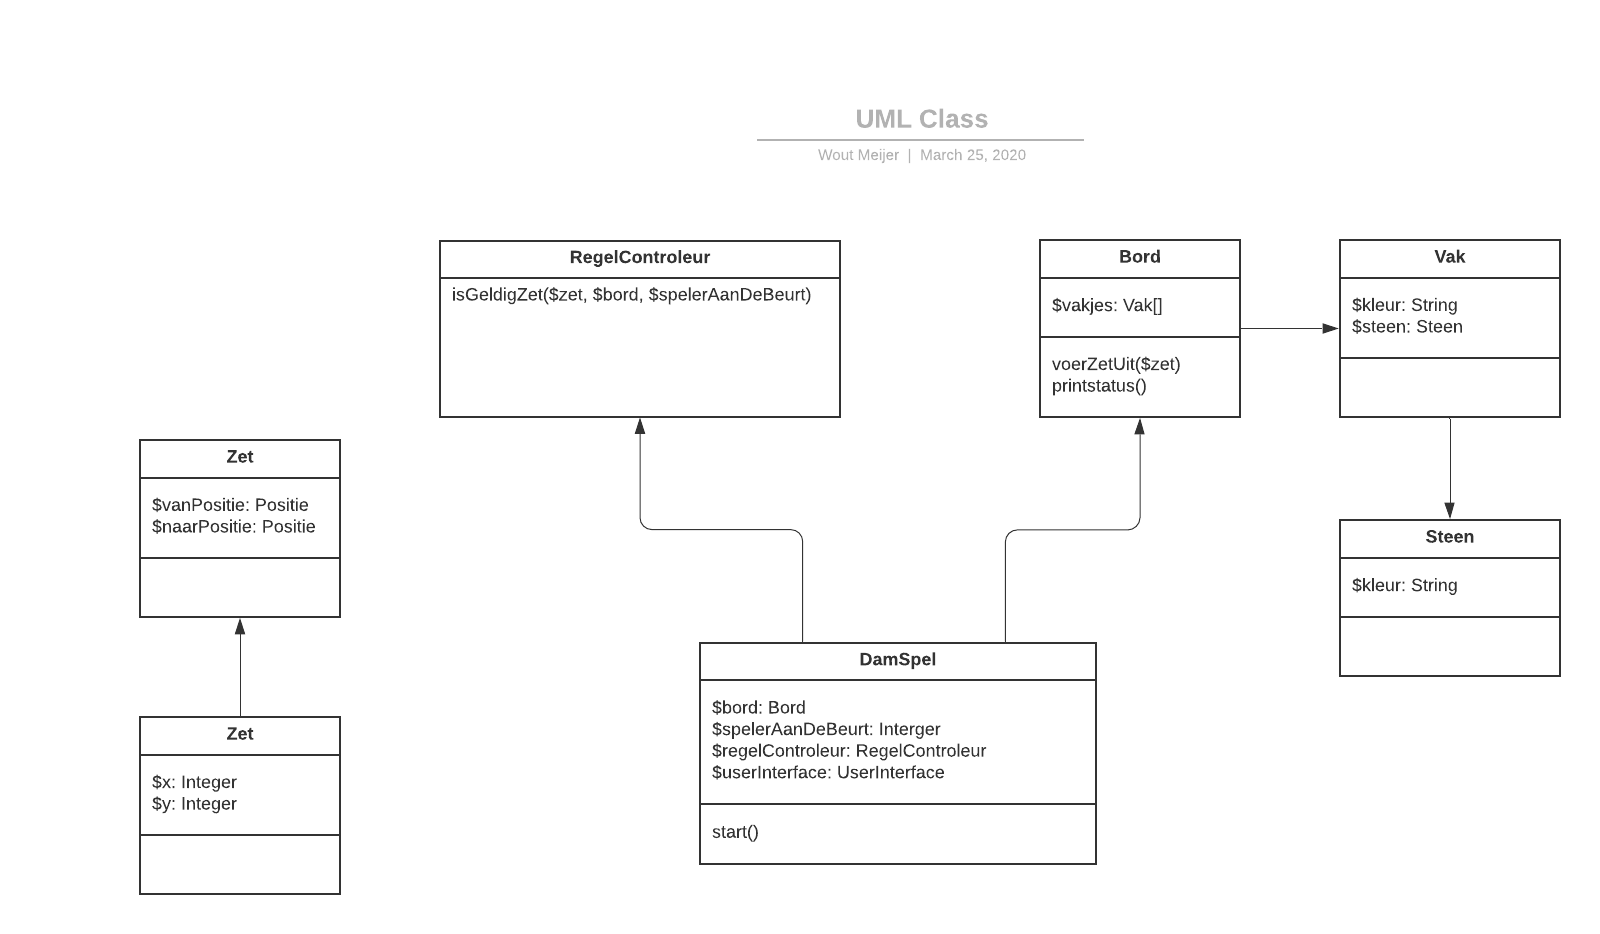 UML Class
Wout Meijer | March 25, 2020
RegelControleur
isGeldigZet($zet, $bord, $spelerAanDeBeurt)
Bord
$vakjes: Vak[]
voerZetUit($zet)
printstatus()
Vak
$kleur: String
$steen: Steen
Zet
$vanPositie: Positie
$naarPositie: Positie
Steen
$kleur: String
DamSpel
$bord: Bord
$spelerAanDeBeurt: Interger
$regelControleur: RegelControleur
$userInterface: UserInterface
start()
Zet
$x: Integer
$y: Integer